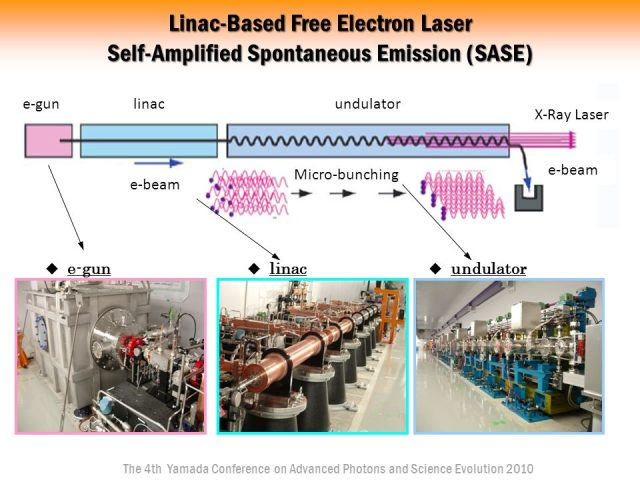 Linac-Based Free Electron Laser
Self-Amplified Spontaneous Emission (SASE)
e-gun
linac
undulator
X-Ray Laser
e-beam
Micro-bunching
e-beam
◆ e-gun
◆ linac
◆ undulator
The 4th Yamada Conference on Advanced Photons and Science Evolution 2010